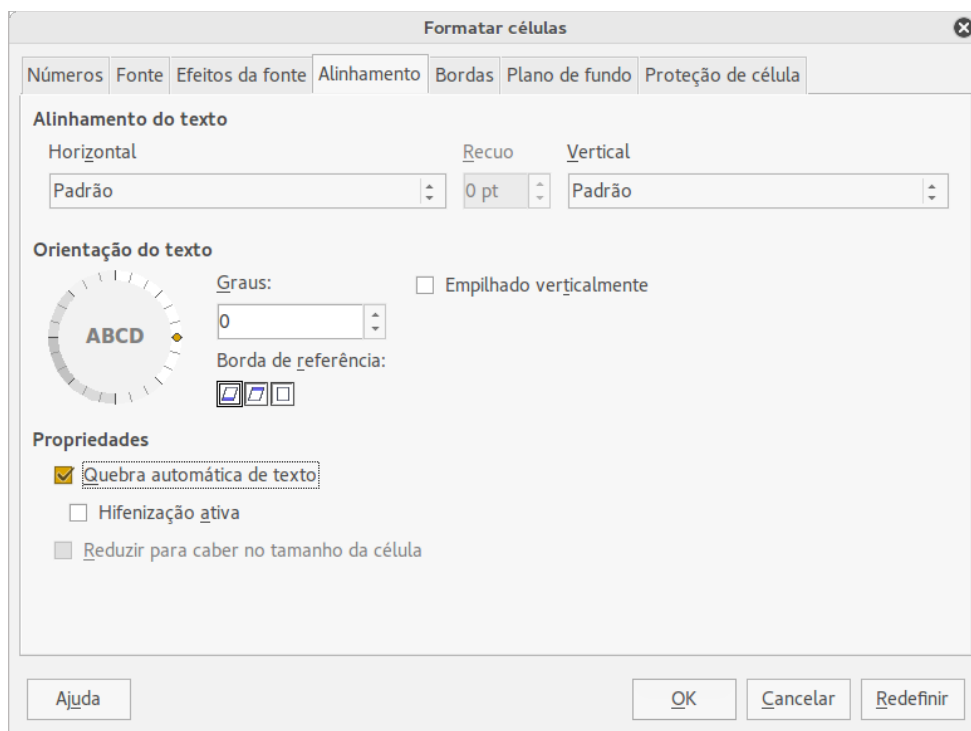 Formatar células
Números Fonte Efeitos da fonte Alinhamento Bordas Plano de fundo Proteção de célula
Alinhamento do texto
Horizontal Recuo Vertical
Padrão 0 pt Padrão
Orientação do texto
Graus: Empilhado verticalmente
0
ABCD
Borda de referência:
Propriedades
Quebra automática de texto
Hifenização ativa
Reduzir para caber no tamanho da célula
Ajuda OK Cancelar Redefinir